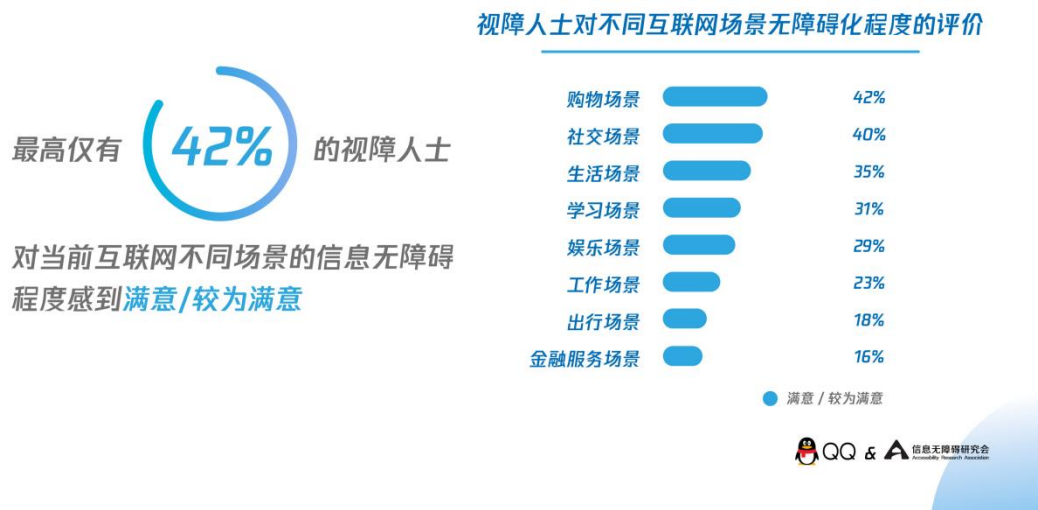 最高仅有
42%
的视障人士
对当前互联网不同场景的信息无障碍
程度感到满意/较为满意
视障人士对不同互联网场景无障碍化程度的评价
购物场景 42%
社交场景 40%
生活场景 35%
学习场景 31%
娱乐场景 29%
工作场景 23%
出行场景 18%
金融服务场景 16%
满意 / 较为满意
QQ & 信息无障碍研究会
Accessibility Research Association